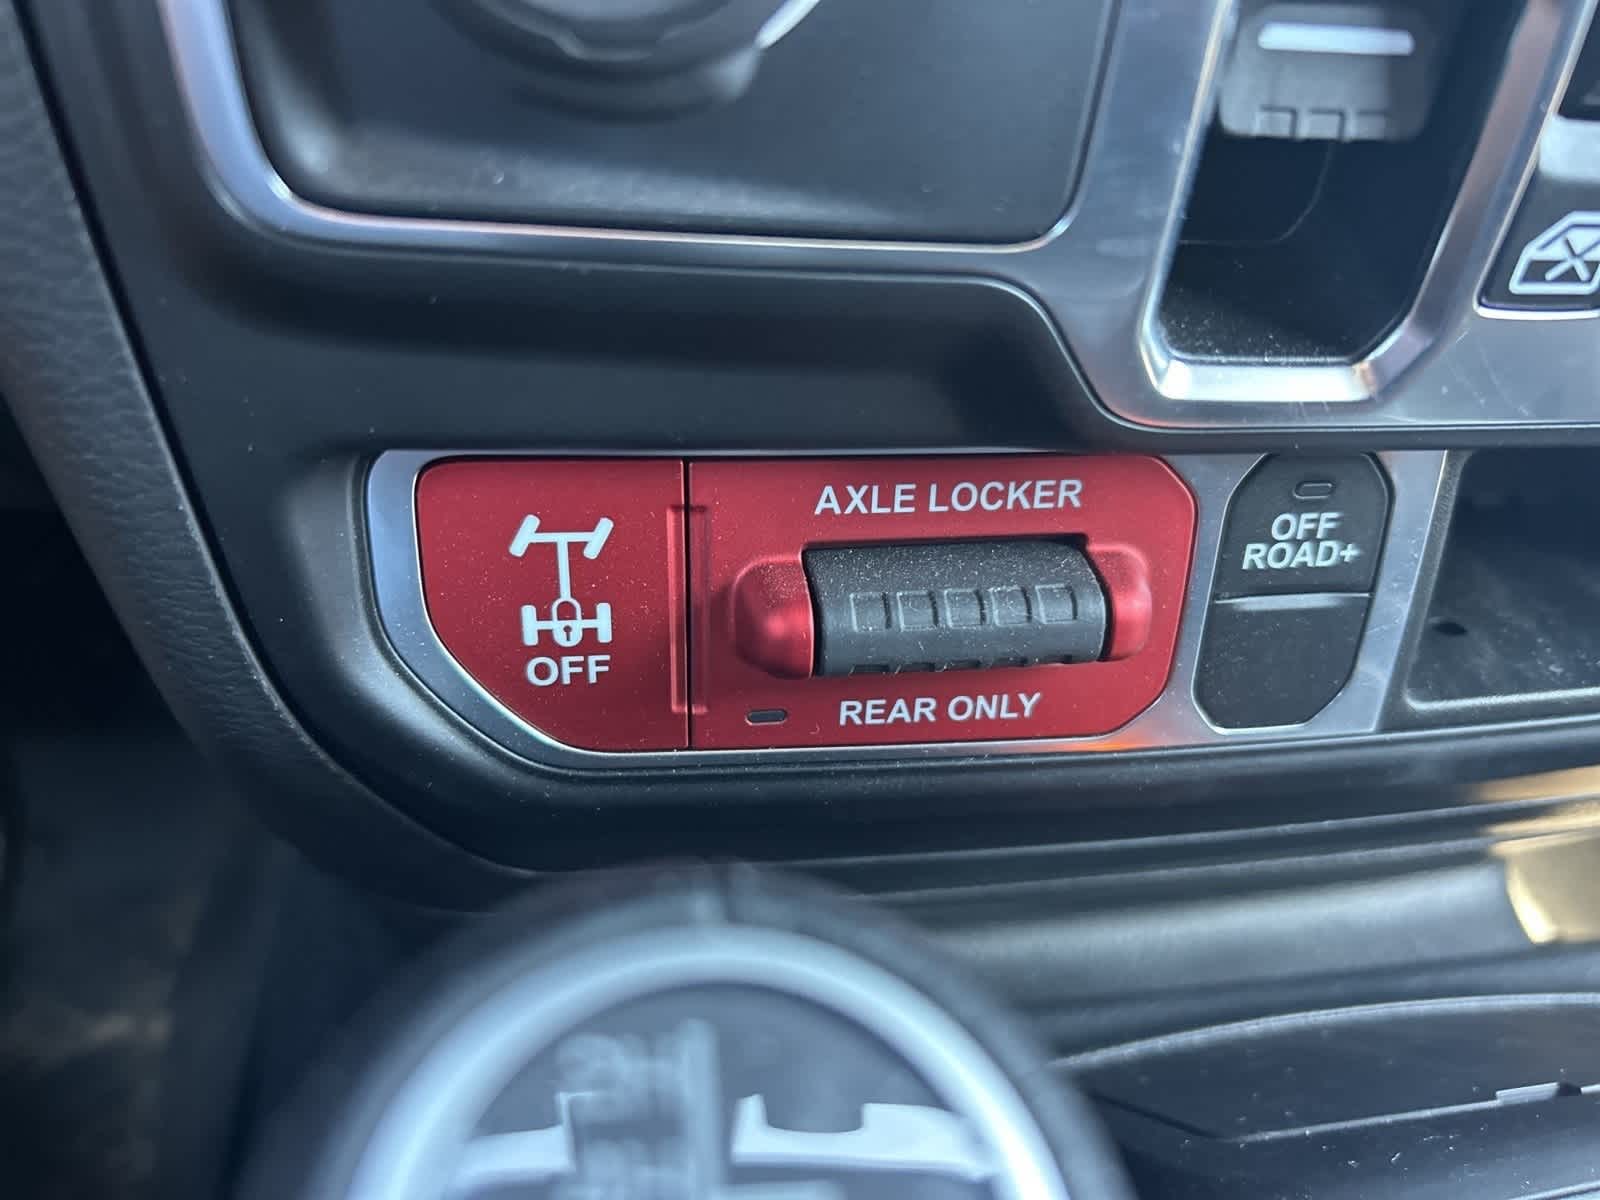 AXLE LOCKER
OFF
REAR ONLY
OFF
ROAD+